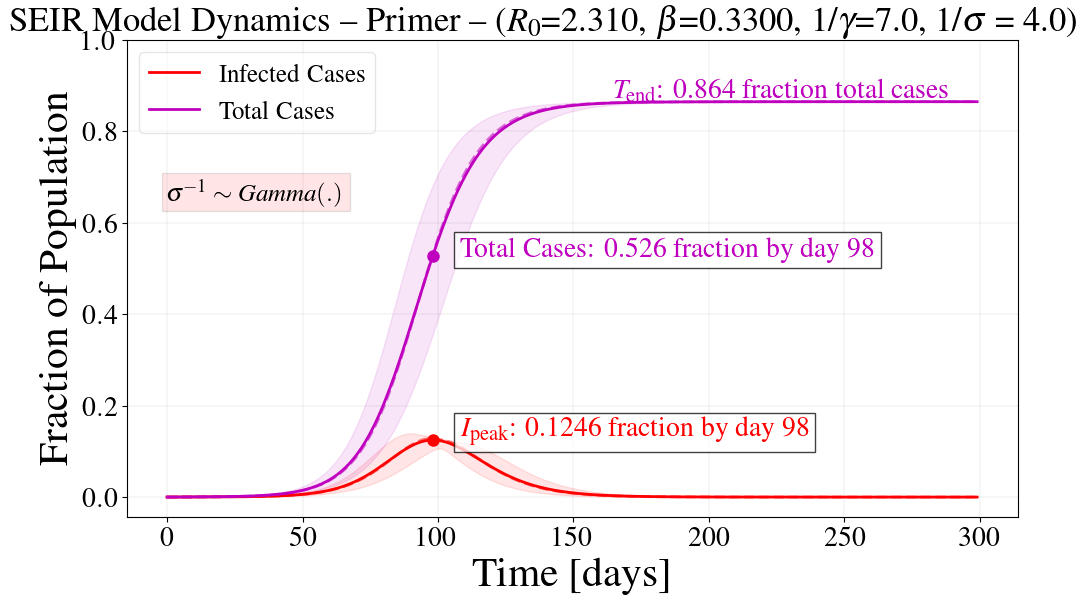 SEIR Model Dynamics – Primer – (R₀=2.310, β=0.3300, 1/γ=7.0, 1/σ = 4.0)
Infected Cases
Total Cases
T_end: 0.864 fraction total cases
σ⁻¹ ∼ Gamma(.)
Total Cases: 0.526 fraction by day 98
I_peak: 0.1246 fraction by day 98
Fraction of Population
1.0
0.8
0.6
0.4
0.2
0.0
0 50 100 150 200 250 300
Time [days]